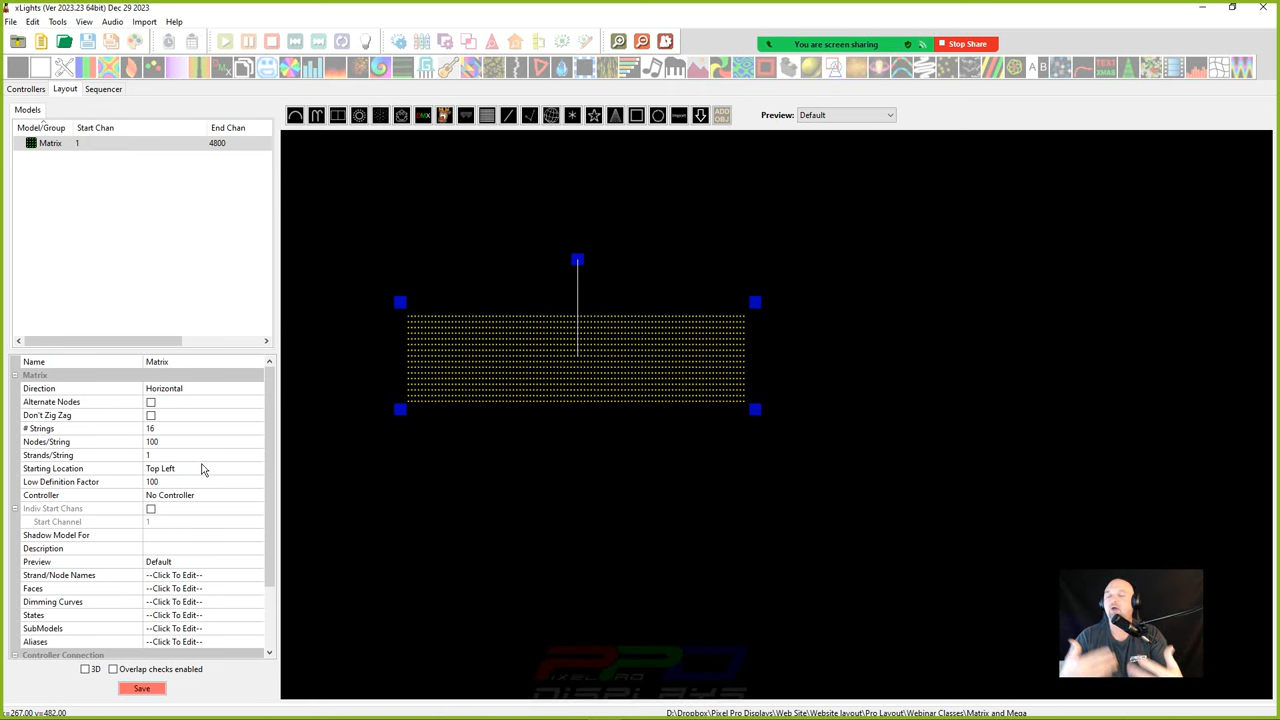 xLights (Ver 2023.23 64bit) Dec 29 2023
File Edit Tools View Audio Import Help
You are screen sharing
Stop Share
Controllers Layout Sequencer
Models
Preview: Default
Model/Group Start Chan End Chan
Matrix 1 4800
Name Matrix
Matrix
Direction Horizontal
Alternate Nodes
Don't Zig Zag
# Strings 16
Nodes/String 100
Strands/String 1
Starting Location Top Left
Low Definition Factor 100
Controller No Controller
Indiv Start Chans
Start Channel 1
Shadow Model For
Description
Preview Default
Strand/Node Names --Click To Edit--
Faces --Click To Edit--
Dimming Curves --Click To Edit--
States --Click To Edit--
SubModels --Click To Edit--
Aliases --Click To Edit--
Controller Connection
3D Overlap checks enabled
Save
PPD
PIXEL PRO
DISPLAYS
x=267.00 y=482.00
D:\Dropbox\Pixel Pro Displays\Web Site\Website layout\Pro Layout\Webinar Classes\Matrix and Mega